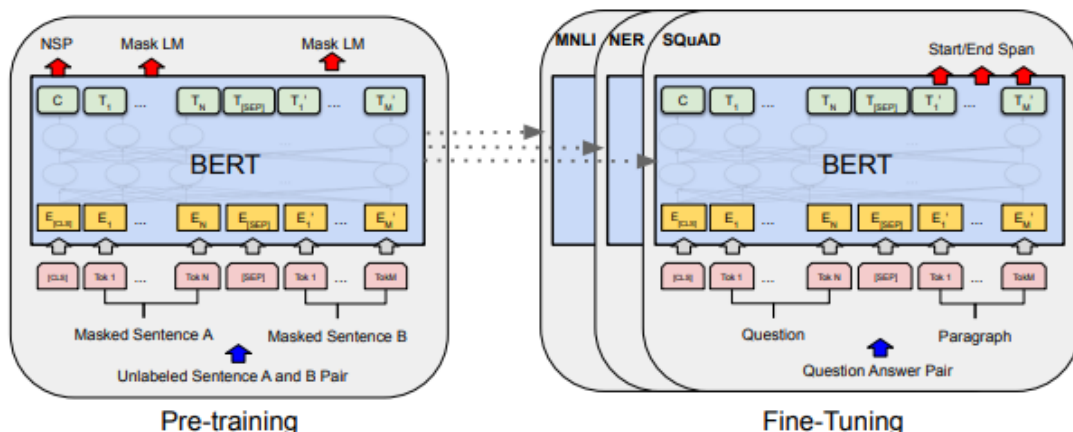 NSP Mask LM Mask LM
C T1 ... TN T[SEP] T1' ... TM'
BERT
E[CLS] E1 ... EN E[SEP] E1' ... EM'
[CLS] Tok 1 ... Tok N [SEP] Tok 1 ... TokM
Masked Sentence A Masked Sentence B
Unlabeled Sentence A and B Pair
Pre-training
MNLI NER SQuAD
Start/End Span
C T1 ... TN T[SEP] T1' ... TM'
BERT
E[CLS] E1 ... EN E[SEP] E1' ... EM'
[CLS] Tok 1 ... Tok N [SEP] Tok 1 ... TokM
Question Paragraph
Question Answer Pair
Fine-Tuning